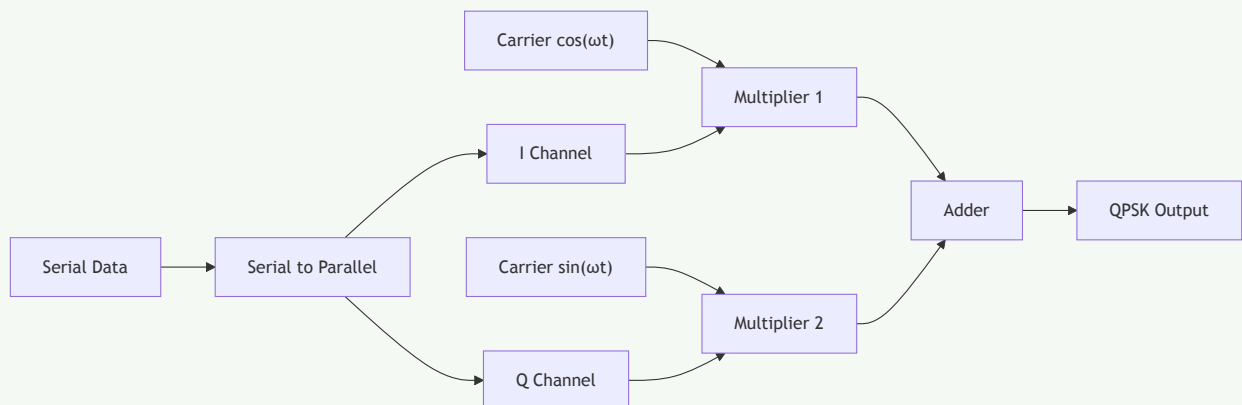 Carrier cos(ωt)
Multiplier 1
I Channel
Adder
QPSK Output
Serial Data
Serial to Parallel
Carrier sin(ωt)
Multiplier 2
Q Channel